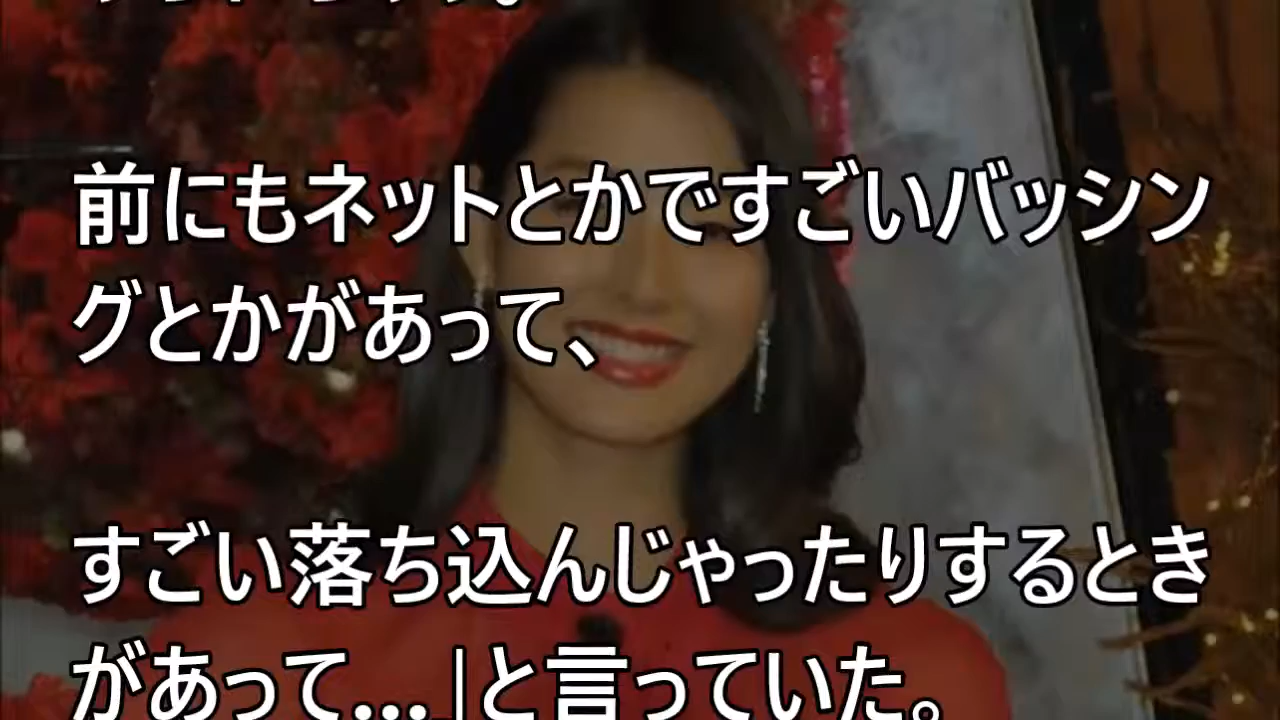 前にもネットとかですごいバッシン
グとかがあって、
すごい落ち込んじゃったりするとき
があって…」と言っていた。